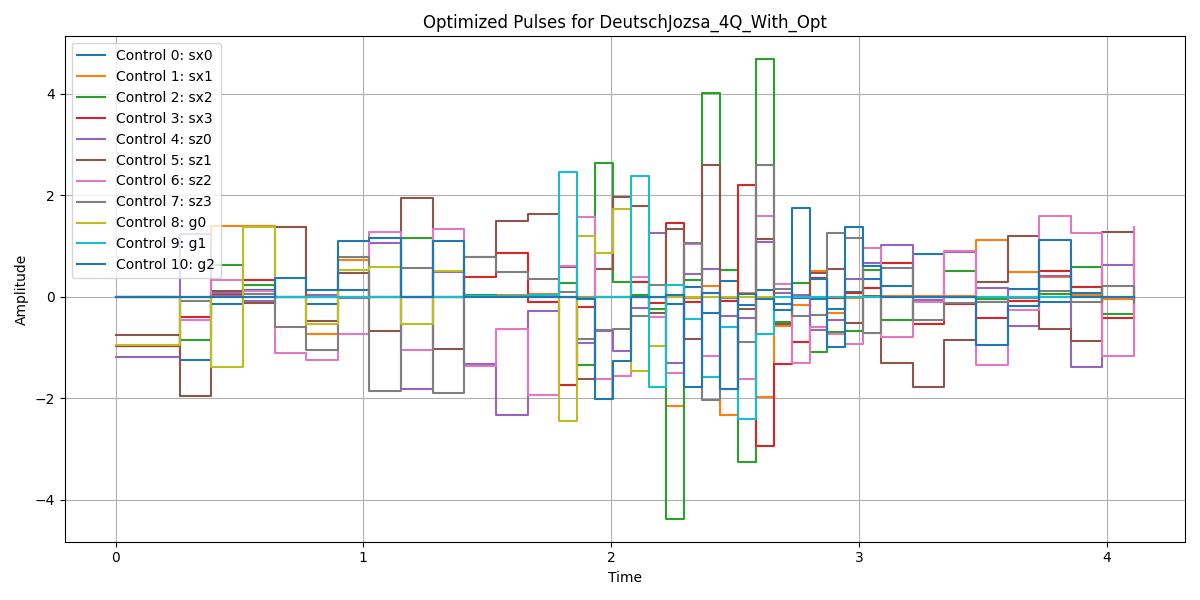 Optimized Pulses for DeutschJozsa_4Q_With_Opt
Amplitude
4
2
0
−2
−4
Control 0: sx0
Control 1: sx1
Control 2: sx2
Control 3: sx3
Control 4: sz0
Control 5: sz1
Control 6: sz2
Control 7: sz3
Control 8: g0
Control 9: g1
Control 10: g2
0 1 2 3 4
Time